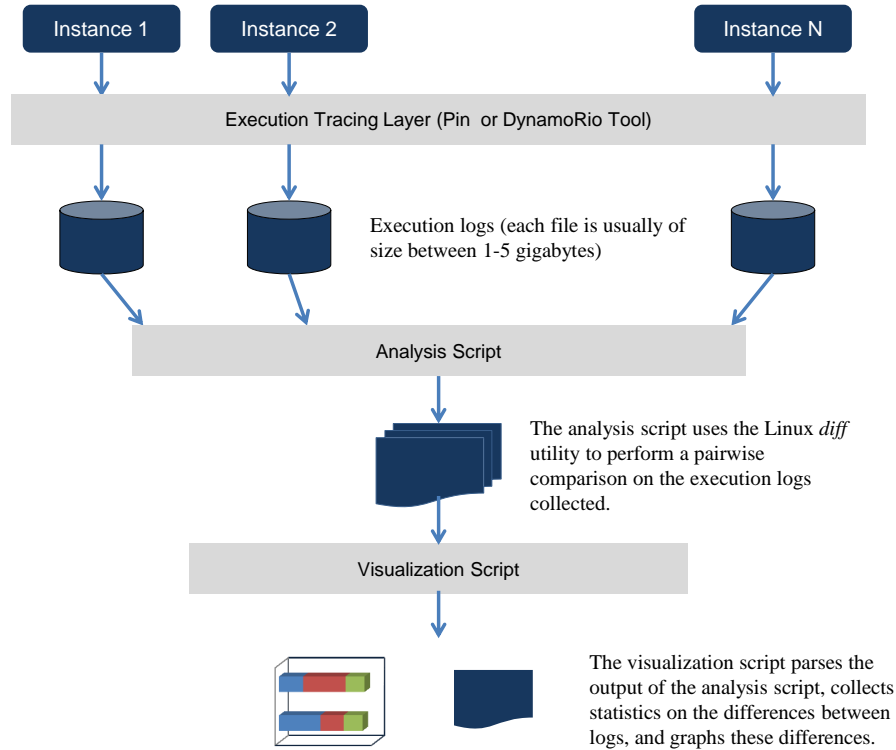 Instance 1
Instance 2
Instance N
Execution Tracing Layer (Pin or DynamoRio Tool)
Execution logs (each file is usually of
size between 1-5 gigabytes)
Analysis Script
The analysis script uses the Linux diff
utility to perform a pairwise
comparison on the execution logs
collected.
Visualization Script
The visualization script parses the
output of the analysis script, collects
statistics on the differences between
logs, and graphs these differences.